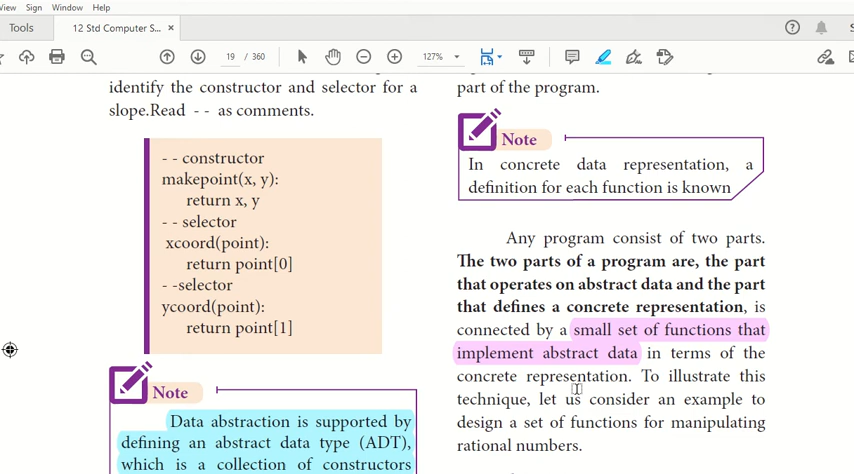 View Sign Window Help
Tools
12 Std Computer S...
×
19 / 360
127%
identify the constructor and selector for a
slope.Read - - as comments.
- - constructor
makepoint(x, y):
return x, y
- - selector
xcoord(point):
return point[0]
- -selector
ycoord(point):
return point[1]
Note
Data abstraction is supported by
defining an abstract data type (ADT),
which is a collection of constructors
part of the program.
Note
In concrete data representation, a
definition for each function is known
Any program consist of two parts.
The two parts of a program are, the part
that operates on abstract data and the part
that defines a concrete representation, is
connected by a small set of functions that
implement abstract data in terms of the
concrete representation. To illustrate this
technique, let us consider an example to
design a set of functions for manipulating
rational numbers.